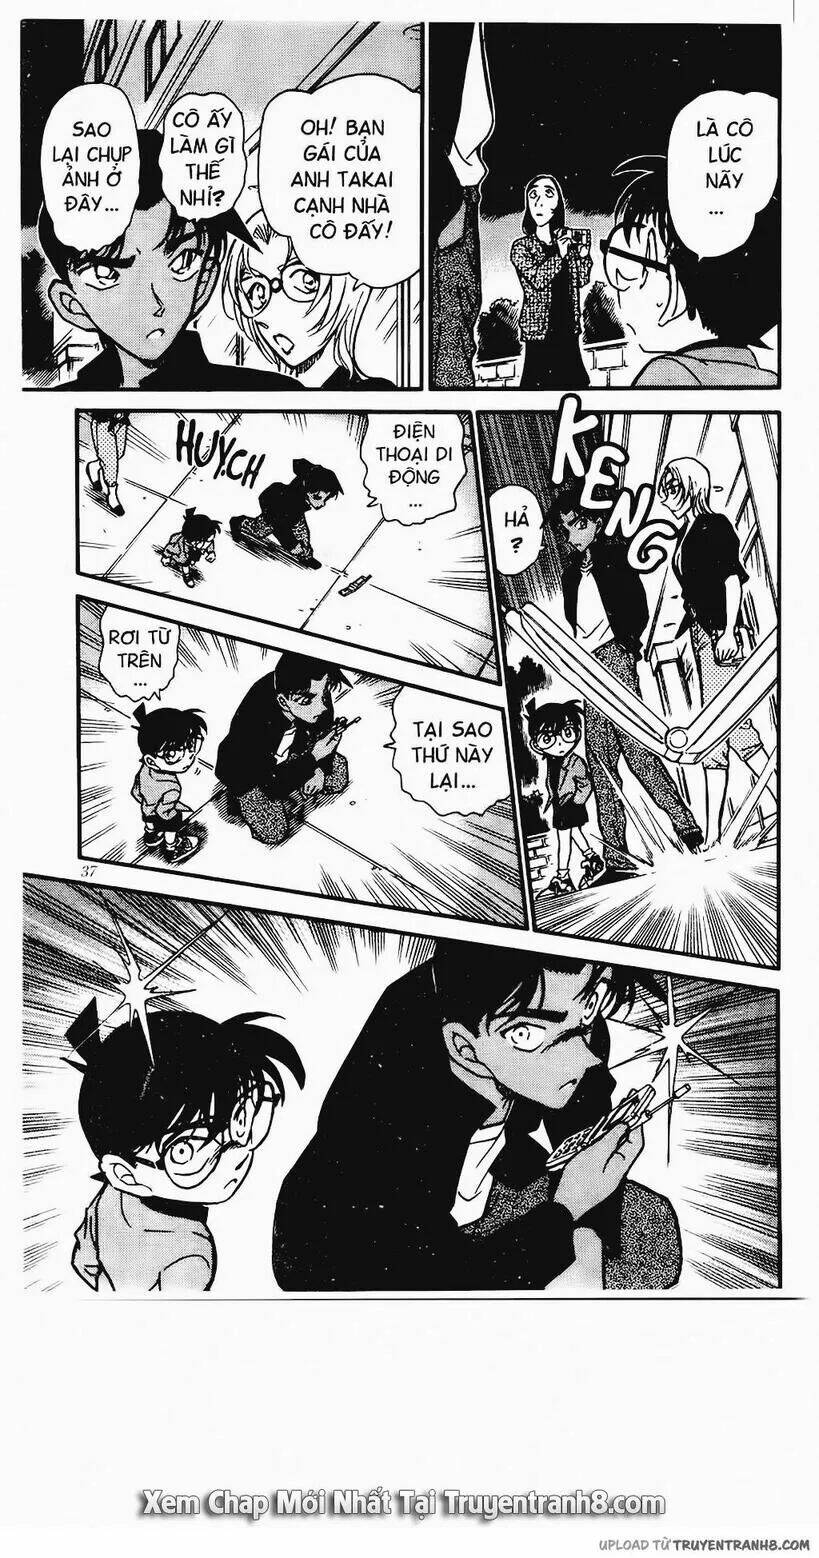 LÀ CÔ
LÚC
NÃY
...
OH! BẠN
GÁI CỦA
ANH TAKAI
CẠNH NHÀ
CÔ ĐẤY!
CÔ ẤY
LÀM GÌ
THẾ
NHỈ?
SAO
LẠI CHỤP
ẢNH Ở
ĐÂY...
KENG
HẢ
?
ĐIỆN
THOẠI DI
ĐỘNG
...
HUỴCH
RƠI TỪ
TRÊN
...
TẠI SAO
THỨ NÀY
LẠI...
37
Xem Chap Mới Nhất Tại Truyentranh8.com
UPLOAD TỪ TRUYENTRANH8.COM